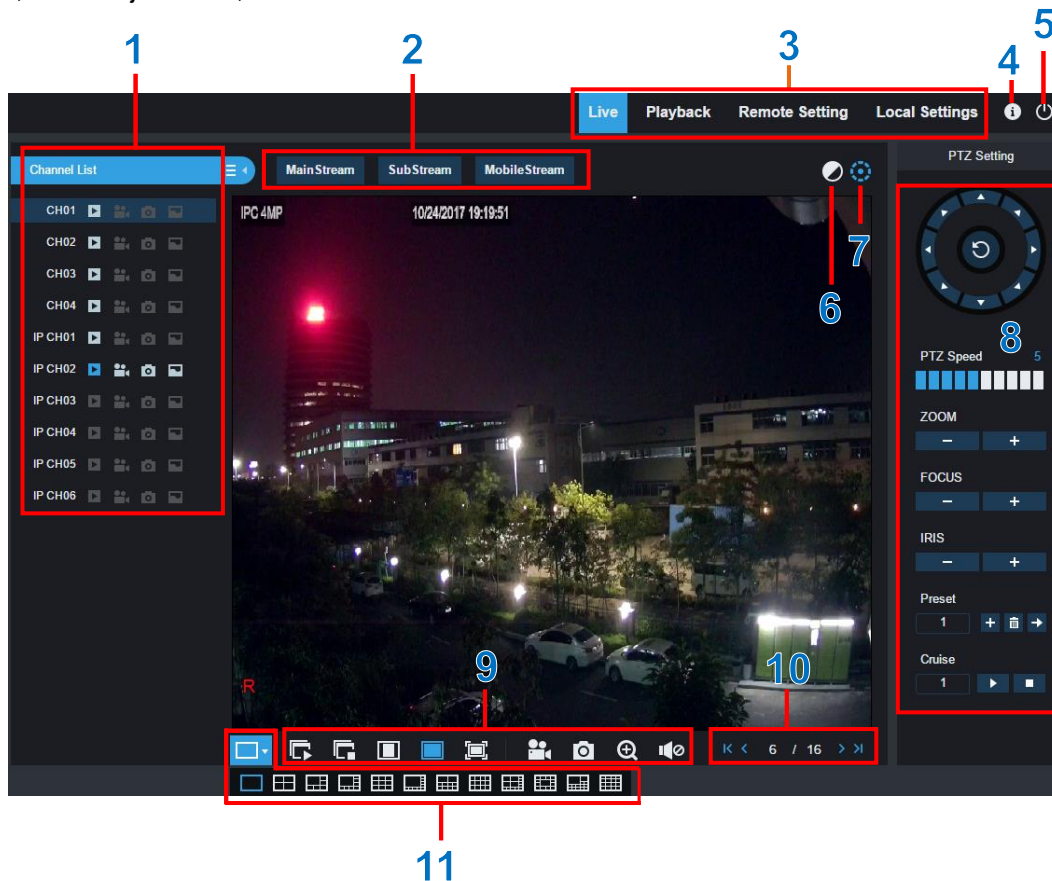 1
2
3
4
5
Live Playback Remote Setting Local Settings
Channel List
MainStream SubStream MobileStream
PTZ Setting
CH01
CH02
CH03
CH04
IP CH01
IP CH02
IP CH03
IP CH04
IP CH05
IP CH06
IPC 4MP
10/24/2017 19:19:51
6
7
8
PTZ Speed 5
ZOOM
− +
FOCUS
− +
IRIS
− +
Preset
1
Cruise
1
R
9
10
6 / 16
11